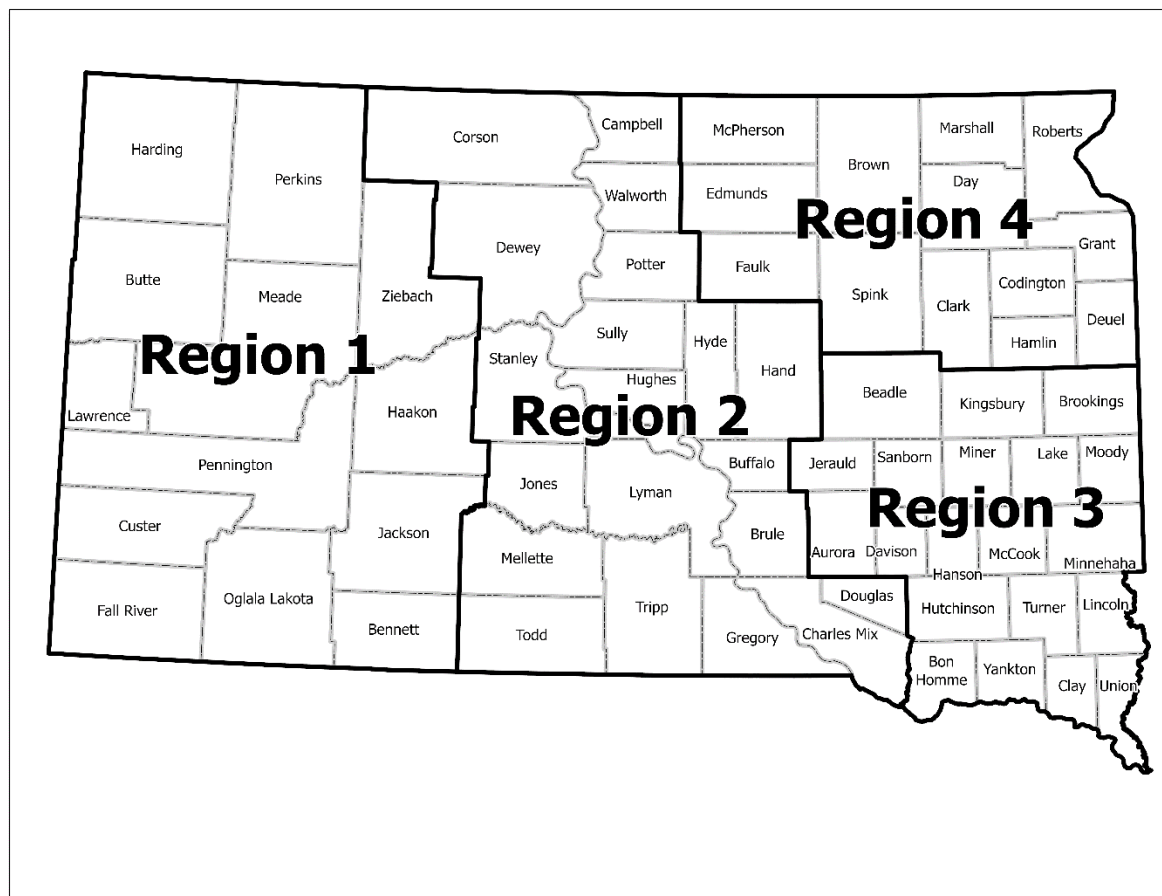 Harding
Perkins
Corson
Campbell
McPherson
Brown
Marshall
Roberts
Edmunds
Day
Walworth
Dewey
Region 4
Grant
Butte
Meade
Ziebach
Potter
Faulk
Spink
Clark
Codington
Deuel
Hamlin
Region 1
Stanley
Sully
Hyde
Hand
Hughes
Lawrence
Haakon
Region 2
Beadle
Kingsbury
Brookings
Pennington
Jones
Lyman
Buffalo
Jerauld
Sanborn
Miner
Lake
Moody
Region 3
Custer
Jackson
Brule
Aurora
Davison
Hanson
McCook
Minnehaha
Mellette
Fall River
Oglala Lakota
Bennett
Todd
Tripp
Gregory
Douglas
Charles Mix
Hutchinson
Turner
Lincoln
Bon
Homme
Yankton
Clay
Union